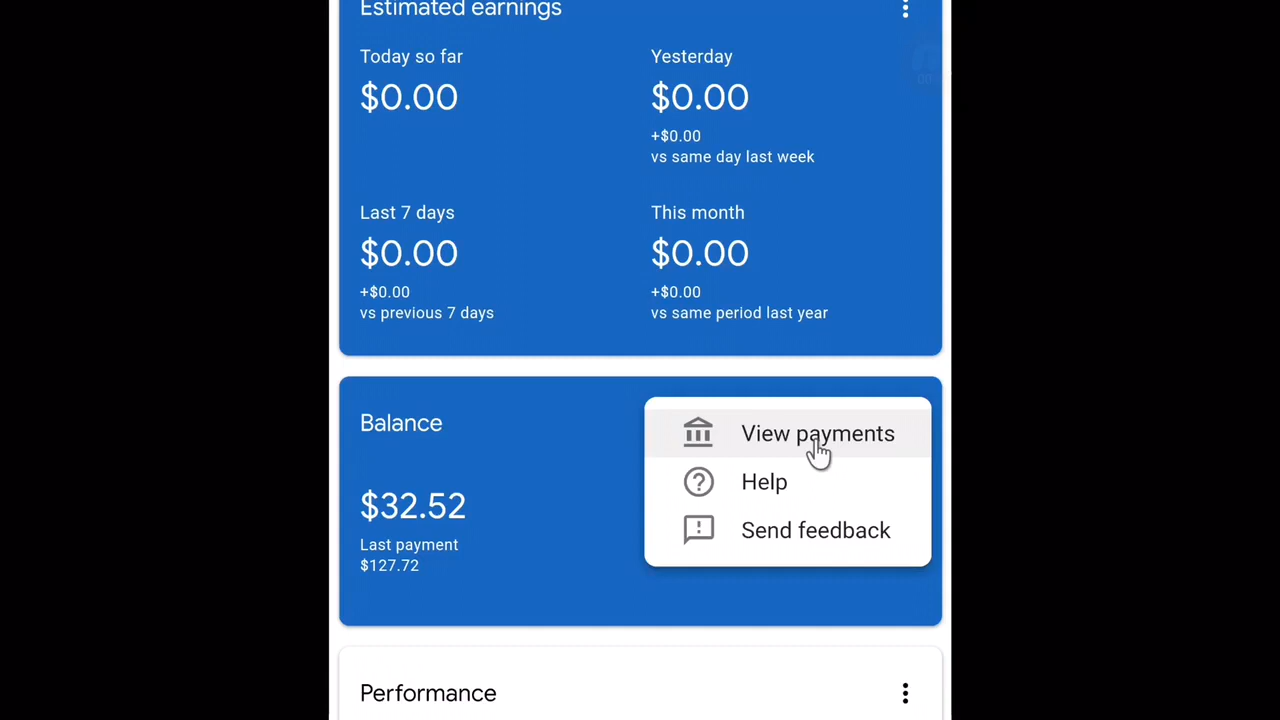 Estimated earnings
Today so far
$0.00
Yesterday
$0.00
+$0.00
vs same day last week
Last 7 days
$0.00
+$0.00
vs previous 7 days
This month
$0.00
+$0.00
vs same period last year
Balance
$32.52
Last payment
$127.72
View payments
Help
Send feedback
Performance